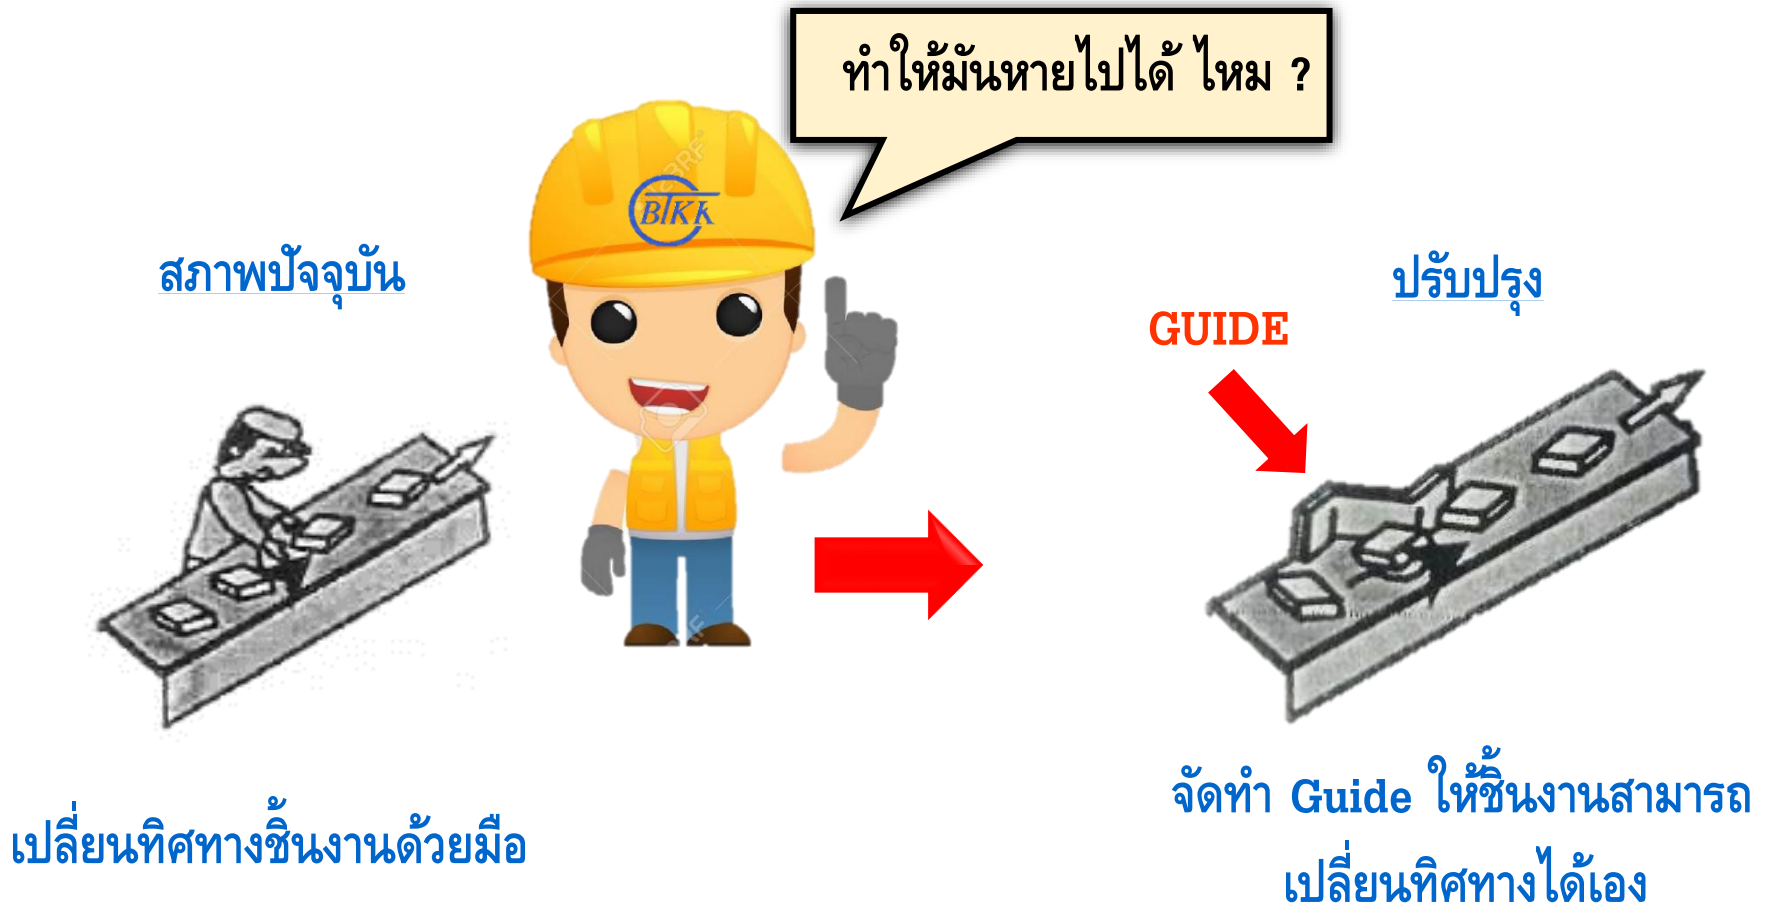 ทำให้มันหายไปได้ ไหม ?
BTKK
สภาพปัจจุบัน
ปรับปรุง
GUIDE
เปลี่ยนทิศทางชิ้นงานด้วยมือ
จัดทำ Guide ให้ชิ้นงานสามารถ
เปลี่ยนทิศทางได้เอง